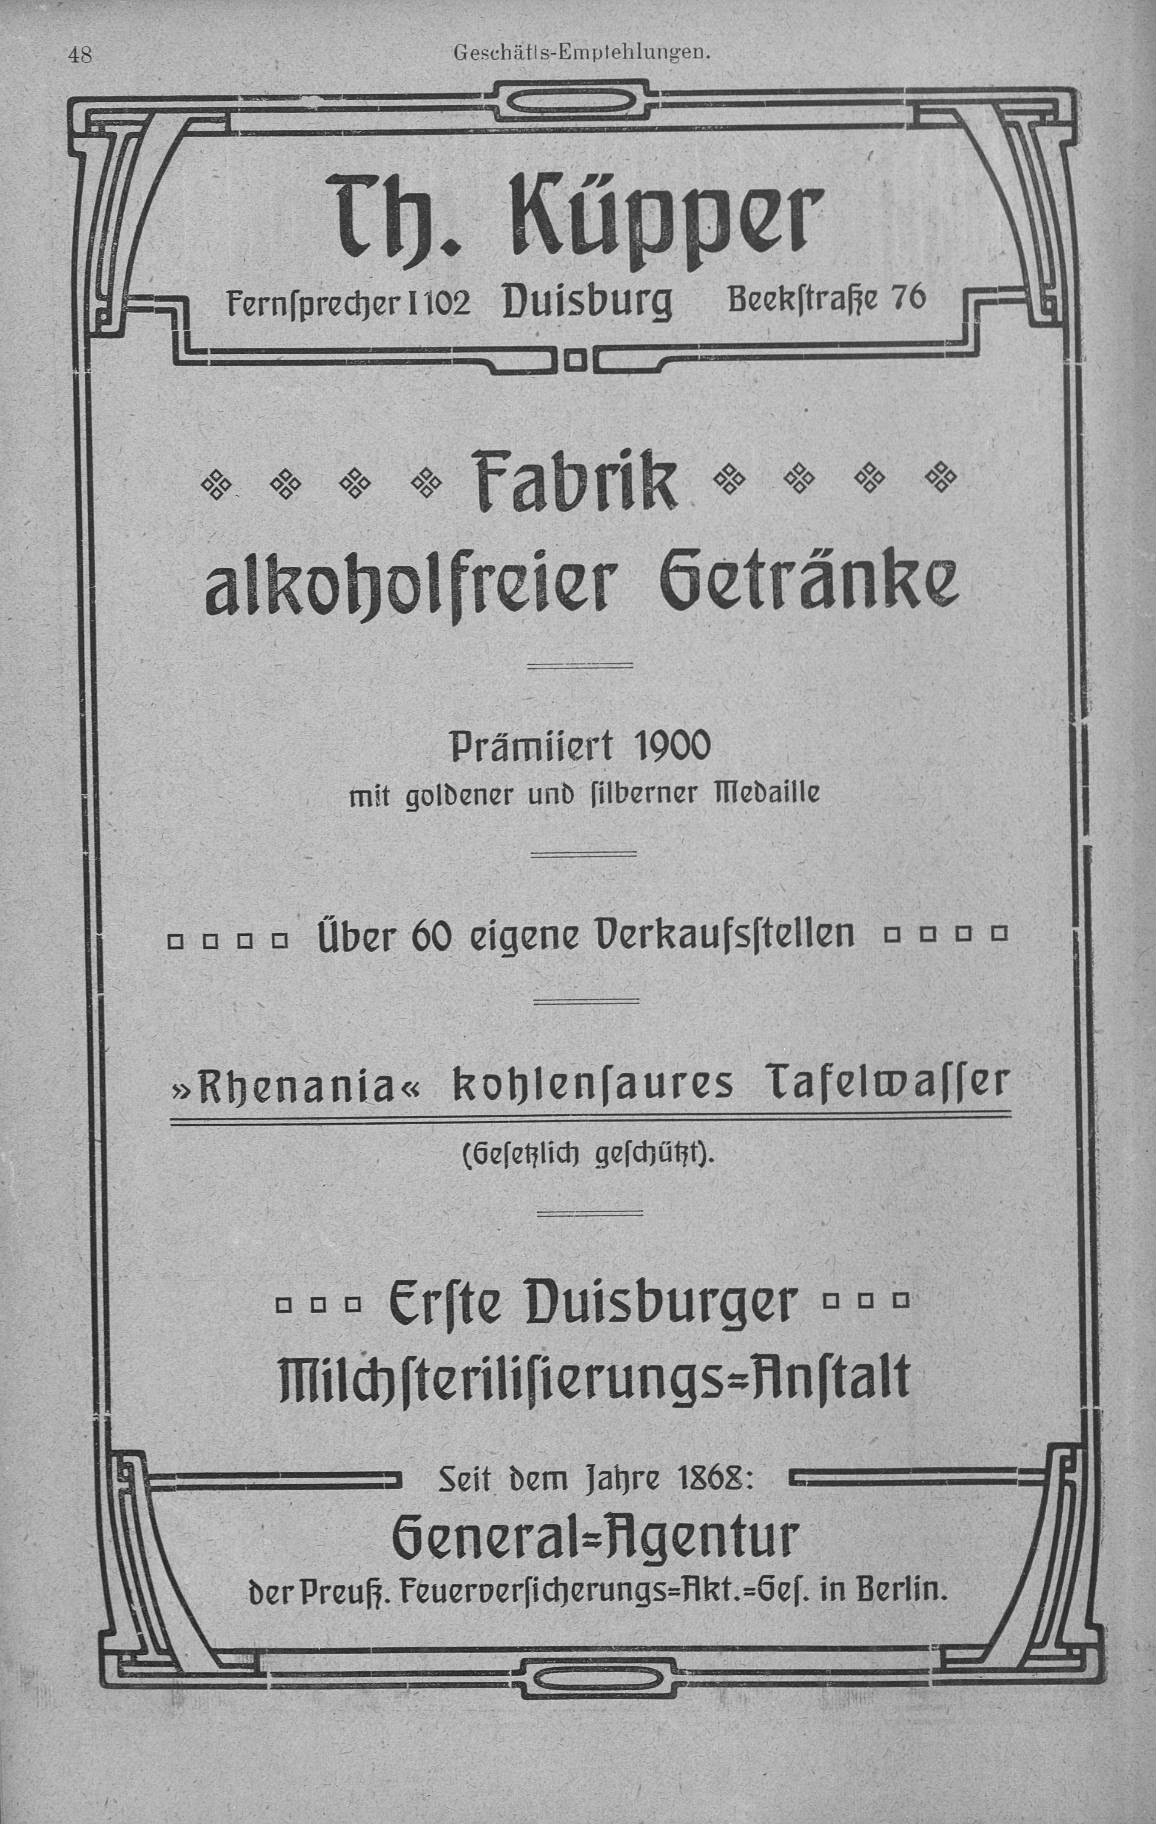 48
Geschäfts-Empfehlungen.
Th. Küpper
Fernſprecher I 1102 Duisburg Beekſtraße 76
Fabrik
alkoholfreier Getränke
Prämiiert 1900
mit goldener und ſilberner Medaille
Über 60 eigene Verkaufsſtellen
»Rhenania« kohlenſaures Tafelwaſſer
(Geſetzlich geſchützt).
Erſte Duisburger
Milchſteriliſierungs=Anſtalt
Seit dem Jahre 1868:
General=Agentur
der Preuß. Feuerverſicherungs=Akt.=Geſ. in Berlin.